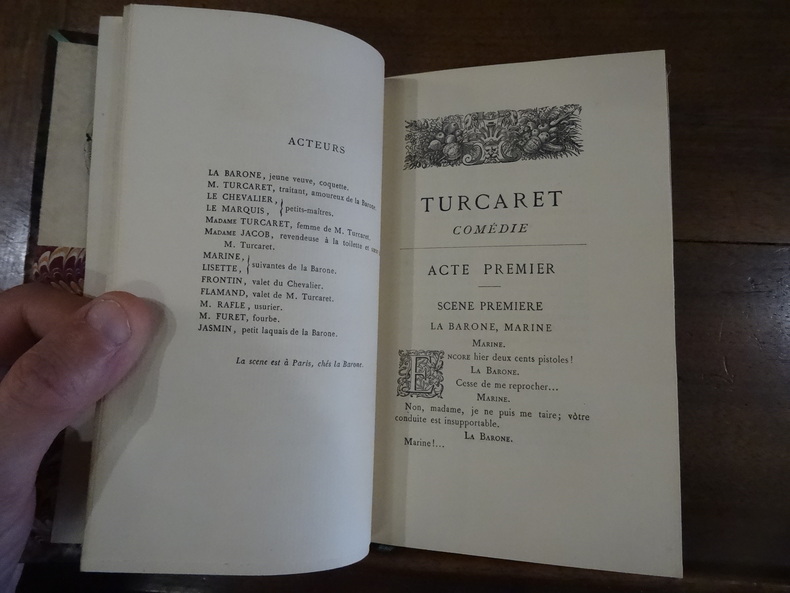 ACTEURS
LA BARONE, jeune veuve, coquette.
M. TURCARET, traitant, amoureux de la Barone.
LE CHEVALIER,
LE MARQUIS,
petits-maîtres.
MADAME TURCARET, femme de M. Turcaret.
MADAME JACOB, revendeuse à la toilette et
M. Turcaret.
MARINE,
LISETTE,
suivantes de la Barone.
FRONTIN, valet du Chevalier.
FLAMAND, valet de M. Turcaret.
M. RAFLE, usurier.
M. FURET, fourbe.
JASMIN, petit laquais de la Barone.
La scene est à Paris, chés la Barone.
TURCARET
COMÉDIE
ACTE PREMIER
SCENE PREMIERE
LA BARONE, MARINE
MARINE.
ENCORE hier deux cents pistoles!
LA BARONE.
Cesse de me reprocher...
MARINE.
Non, madame, je ne puis me taire; vôtre
conduite est insupportable.
LA BARONE.
Marine!...